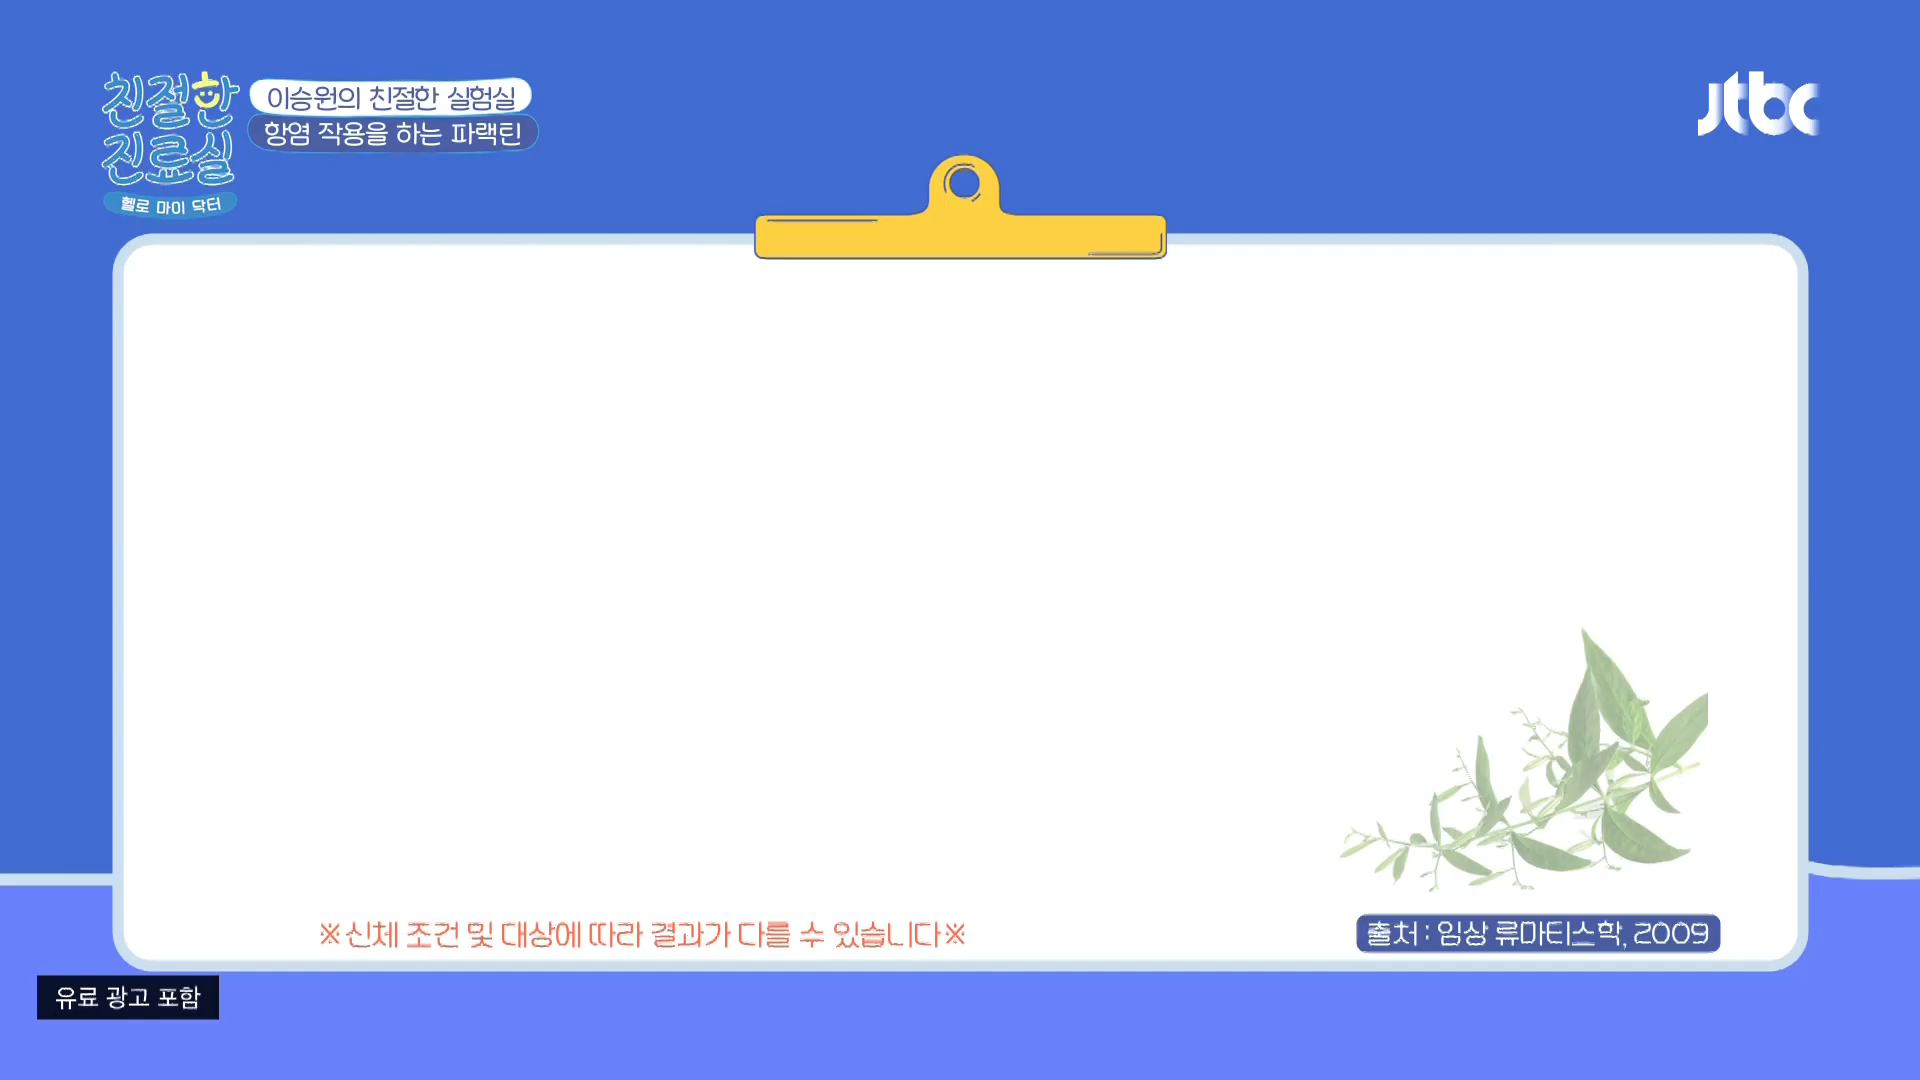 친절한
진료실
헬로 마이 닥터
이승원의 친절한 실험실
항염 작용을 하는 파랙틴
jtbc
※신체 조건 및 대상에 따라 결과가 다를 수 있습니다※
출처 : 임상 류마티스학, 2009
유료 광고 포함